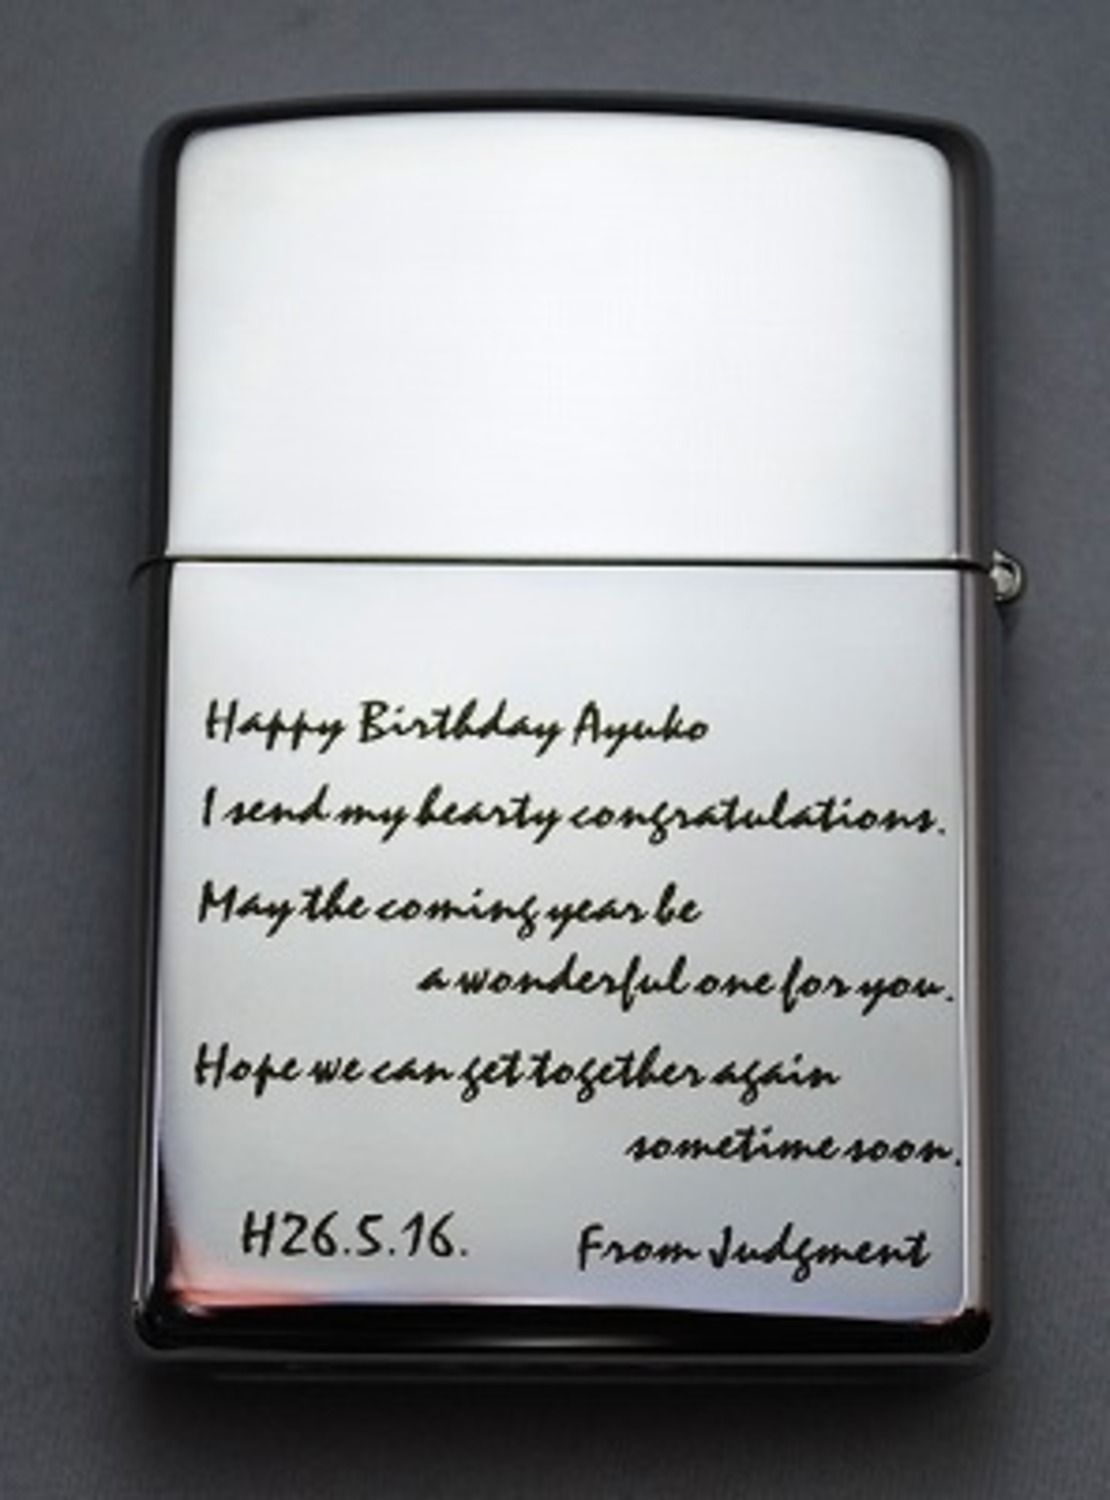 Happy Birthday Ayuko
I send my hearty congratulations.
May the coming year be
a wonderful one for you.
Hope we can get together again
sometime soon.
H26.5.16. From Judgment